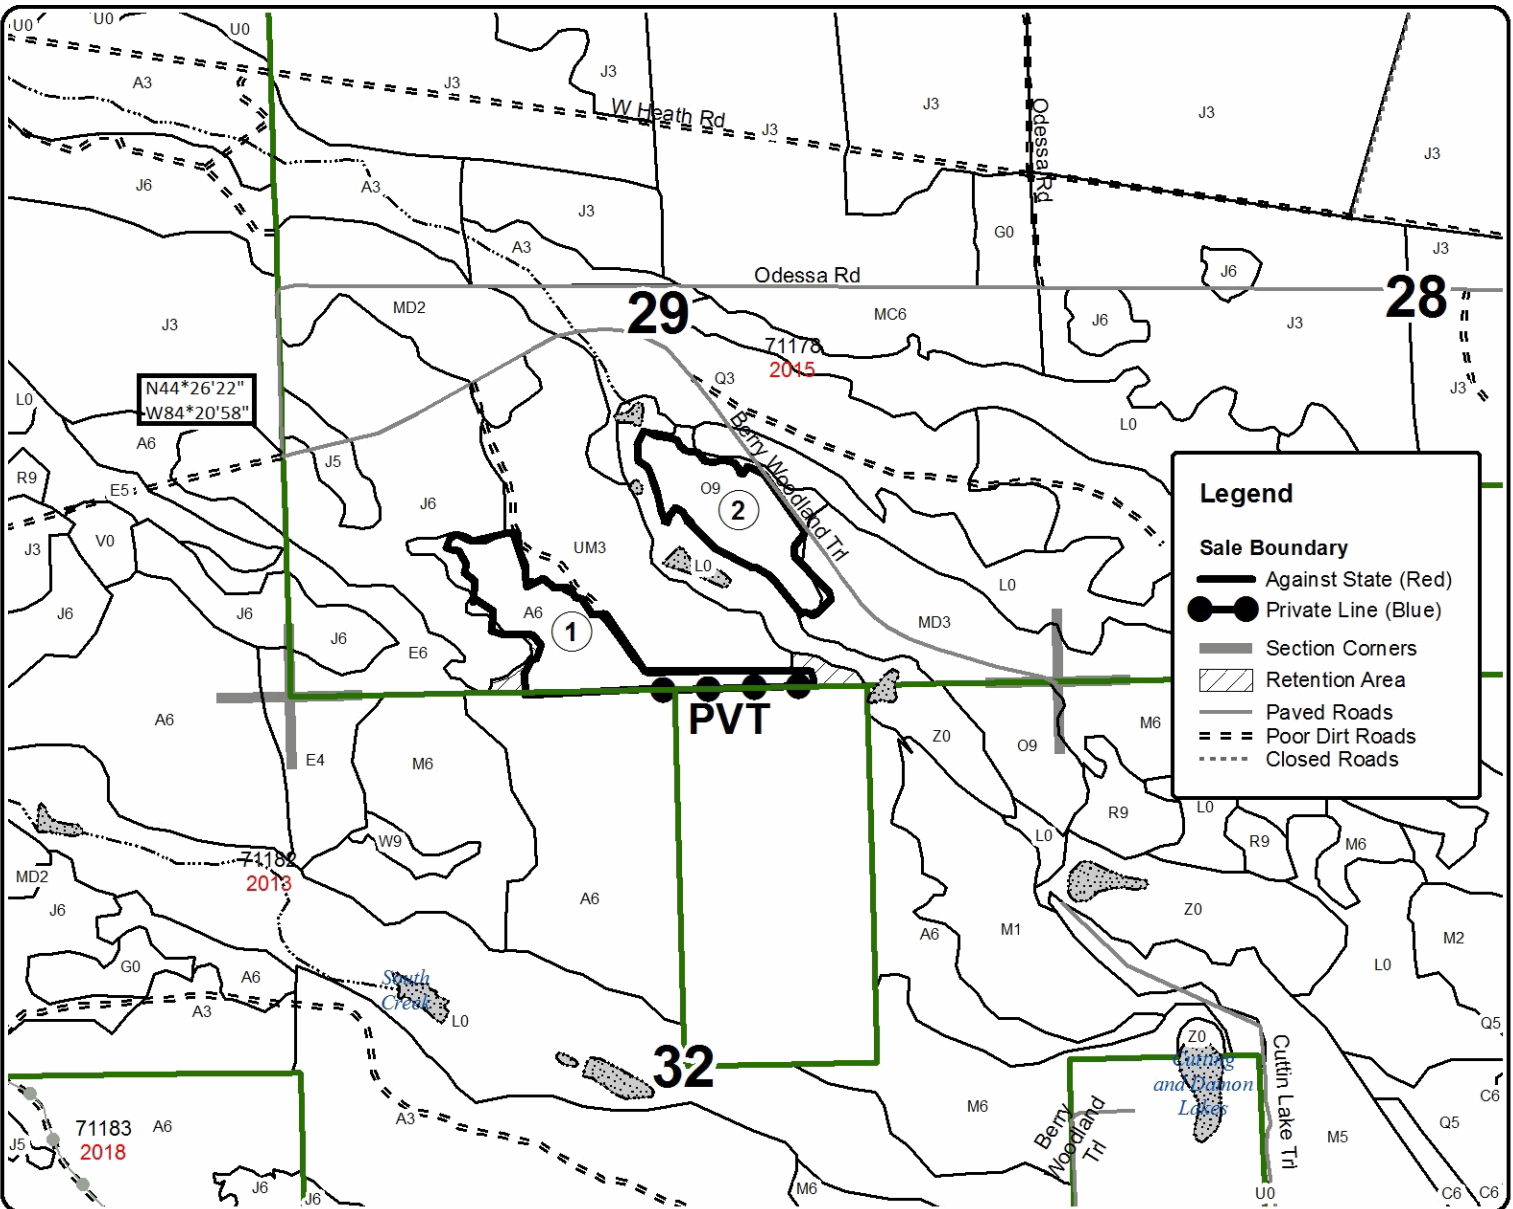 U0
U0
U0
A3
J3
J3
W Heath Rd
J3
J3
Odessa Rd
J3
J3
J6
A3
J3
A3
G0
J3
J6
Odessa Rd
29
28
MD2
MC6
J6
J3
J3
71178
2015
Q3
J3
N44*26'22"
W84*20'58"
L0
A6
Berry Woodland Trl
L0
R9
E5
J5
J6
O9
2
J3
V0
UM3
L0
L0
J6
J6
J6
E6
A6
1
MD3
Legend
Sale Boundary
Against State (Red)
Private Line (Blue)
Section Corners
Retention Area
Paved Roads
Poor Dirt Roads
Closed Roads
A6
PVT
M6
E4
M6
Z0
O9
W9
R9
L0
L0
R9
M6
71182
2013
MD2
J6
A6
A6
M1
Z0
M2
L0
G0
A6
South
Creek
A3
L0
Q5
32
Z0
Cutting
and Damon
Lakes
Cuttin Lake Trl
C6
71183
2018
A6
J5
A3
M6
Berry
Woodland
Trl
M5
Q5
J6
J6
M6
U0
C6
C6